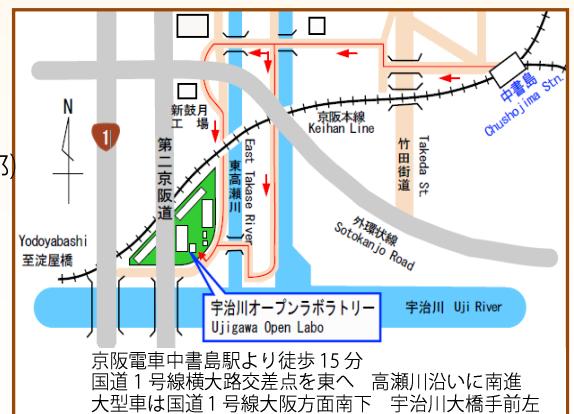 中書島
Chushojima Stn.
N
新鼓月
工場
京阪本線
Keihan Line
1
第二京阪道
東高瀬川
East Takase River
竹田街道
Takeda St.
外環状線
Sotokanjo Road
Yodoyabashi
至淀屋橋
宇治川オープンラボラトリー
Ujigawa Open Labo
宇治川 Uji River
京阪電車中書島駅より徒歩15分
国道1号線横大路交差点を東へ 高瀬川沿いに南進
大型車は国道1号線大阪方面南下 宇治川大橋手前左